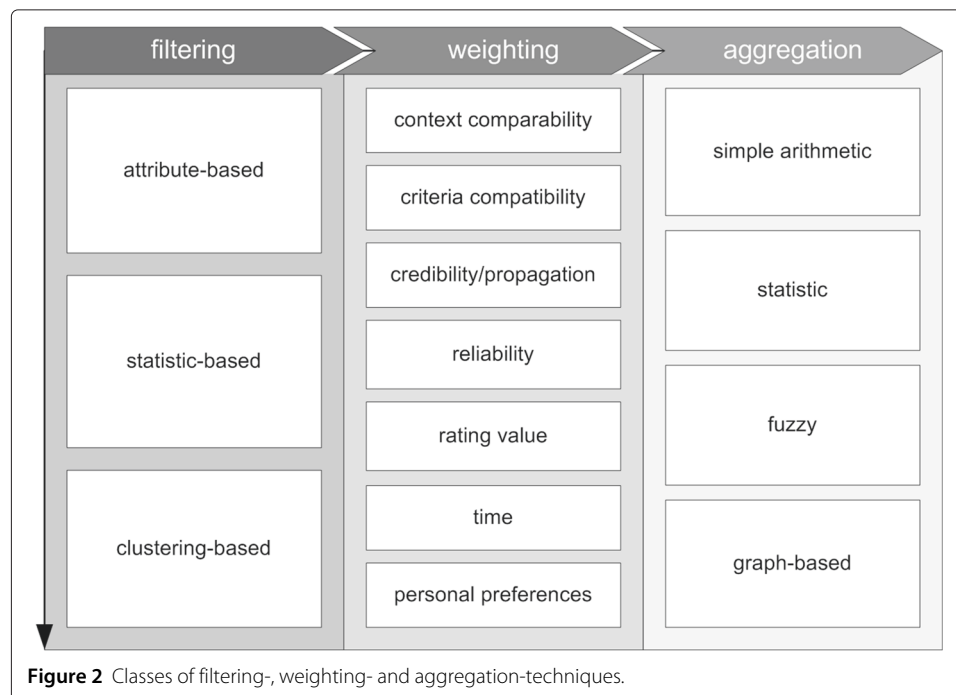 filtering
weighting
aggregation
attribute-based
statistic-based
clustering-based
context comparability
criteria compatibility
credibility/propagation
reliability
rating value
time
personal preferences
simple arithmetic
statistic
fuzzy
graph-based
Figure 2 Classes of filtering-, weighting- and aggregation-techniques.